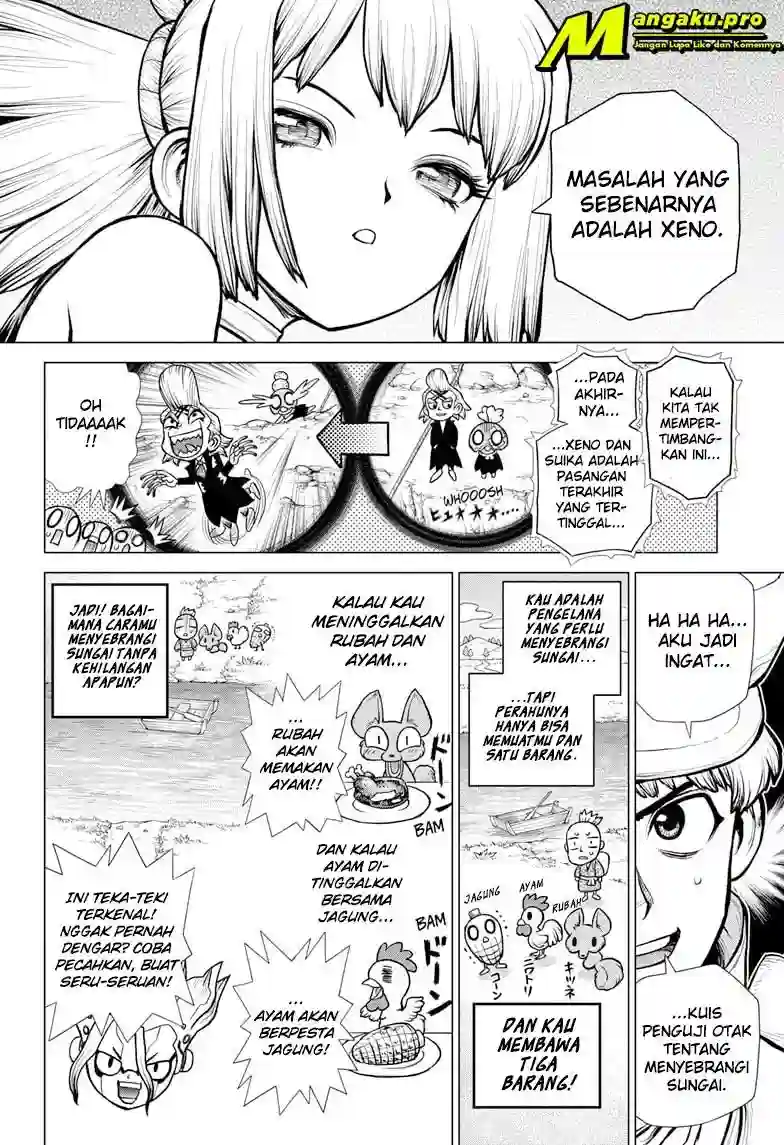 Mangaku.pro
Jangan Lupa Like dan Komennya
MASALAH YANG
SEBENARNYA
ADALAH XENO.
KALAU
KITA TAK
MEMPER-
TIMBANG-
KAN INI...
...PADA
AKHIR-
NYA...
...XENO DAN
SUIKA ADALAH
PASANGAN
TERAKHIR
YANG TER-
TINGGAL...
WHOOOSH
ヒュ★★★....
OH
TIDAAAAK
!!
HA HA HA...
AKU JADI
INGAT...
...KUIS
PENGUJI OTAK
TENTANG
MENYEBRANGI
SUNGAI.
KAU ADALAH
PENGELANA
YANG PERLU
MENYEBRANGI
SUNGAI...
...TAPI
PERAHUNYA
HANYA BISA
MEMUATMU DAN
SATU BARANG.
JAGUNG
AYAM
RUBAH
コーン
ニワトリ
キツネ
DAN KAU
MEMBAWA
TIGA
BARANG!
KALAU KAU
MENINGGALKAN
RUBAH DAN
AYAM...
...
RUBAH
AKAN
MEMAKAN
AYAM!!
ドーン
BAM
DAN KALAU
AYAM DI-
TINGGALKAN
BERSAMA
JAGUNG...
BAM
ドーン
...
AYAM AKAN
BERPESTA
JAGUNG!
JADI! BAGAI-
MANA CARAMU
MENYEBRANGI
SUNGAI TANPA
KEHILANGAN
APAPUN?
INI TEKA-TEKI
TERKENAL!
NGGAK PERNAH
DENGAR? COBA
PECAHKAN, BUAT
SERU-SERUAN!